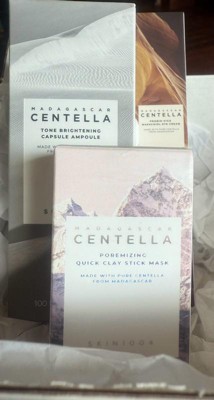 MADAGASCAR
CENTELLA
TONE BRIGHTENING
CAPSULE AMPOULE
MADAGASCAR
CENTELLA
MADAGASCAR
CENTELLA
POREMIZING
QUICK CLAY STICK MASK
MADE WITH PURE CENTELLA
FROM MADAGASCAR
SKIN1004